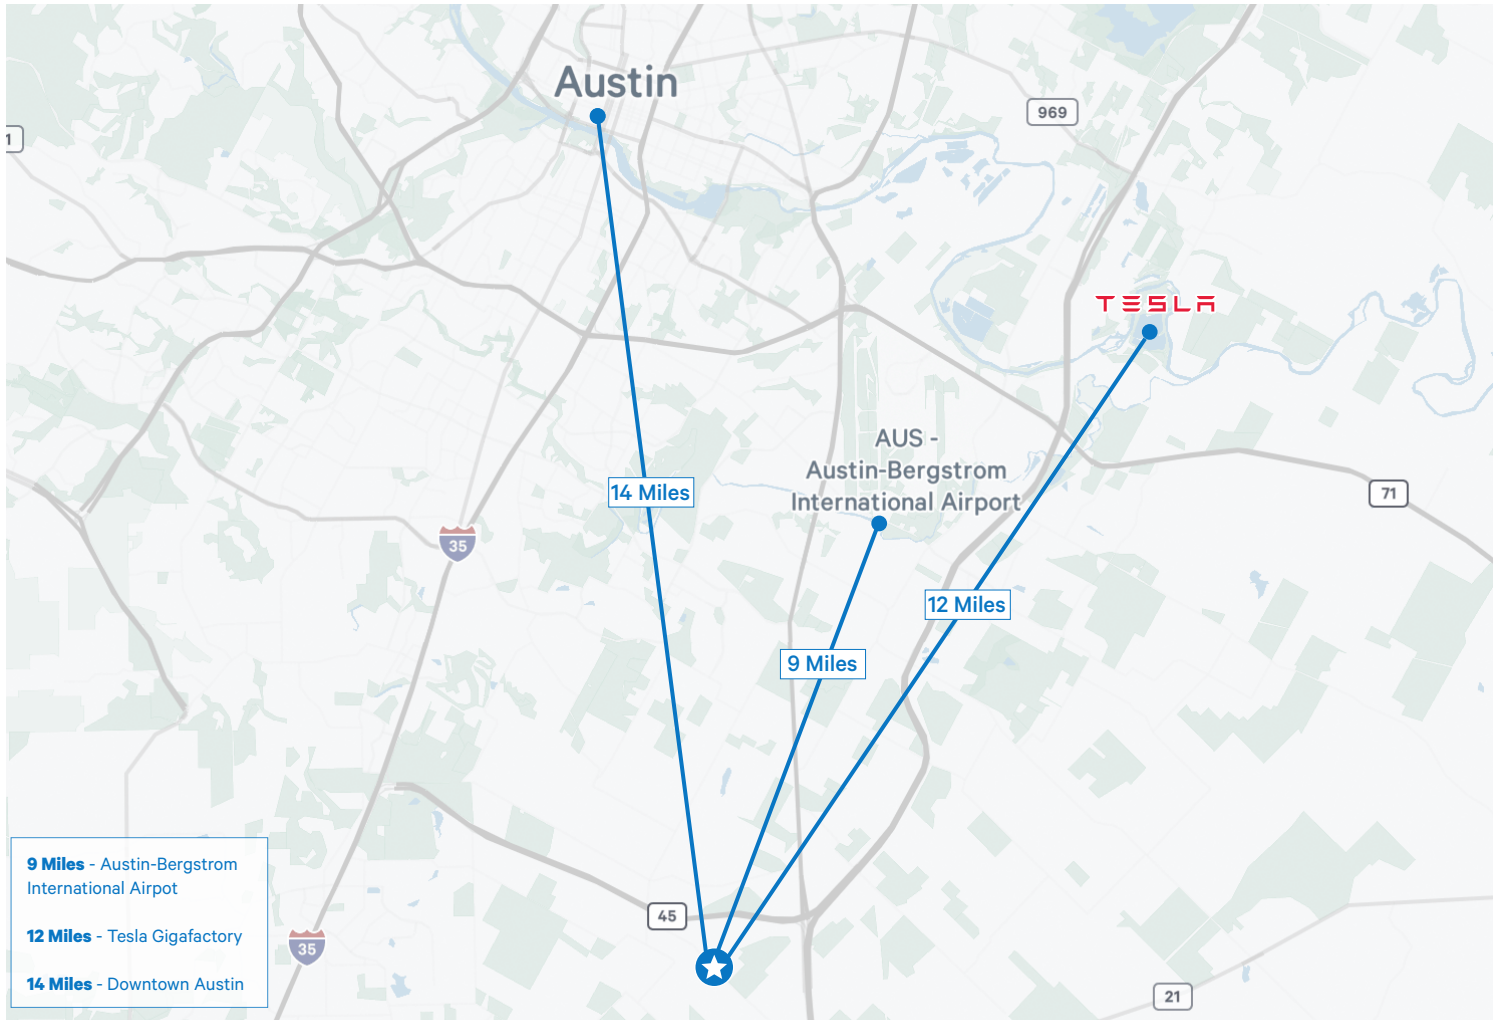 Austin
969
1
TESLA
AUS -
Austin-Bergstrom
International Airport
14 Miles
71
35
12 Miles
9 Miles
9 Miles - Austin-Bergstrom
International Airpot
12 Miles - Tesla Gigafactory
14 Miles - Downtown Austin
45
35
21